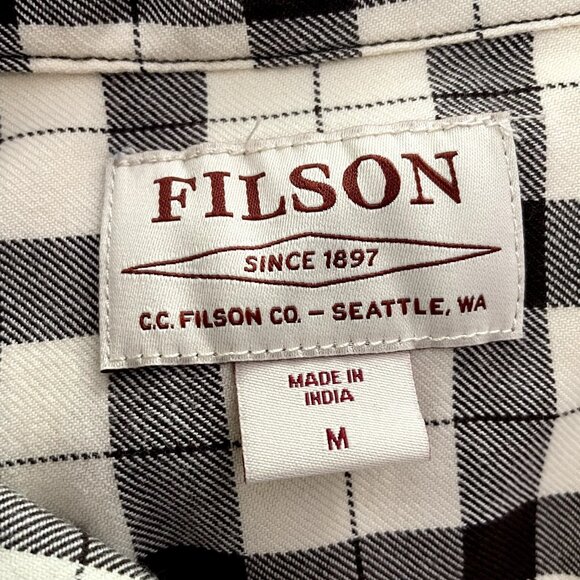 FILSON
SINCE 1897
C.C. FILSON CO. – SEATTLE, WA
MADE IN
INDIA
M